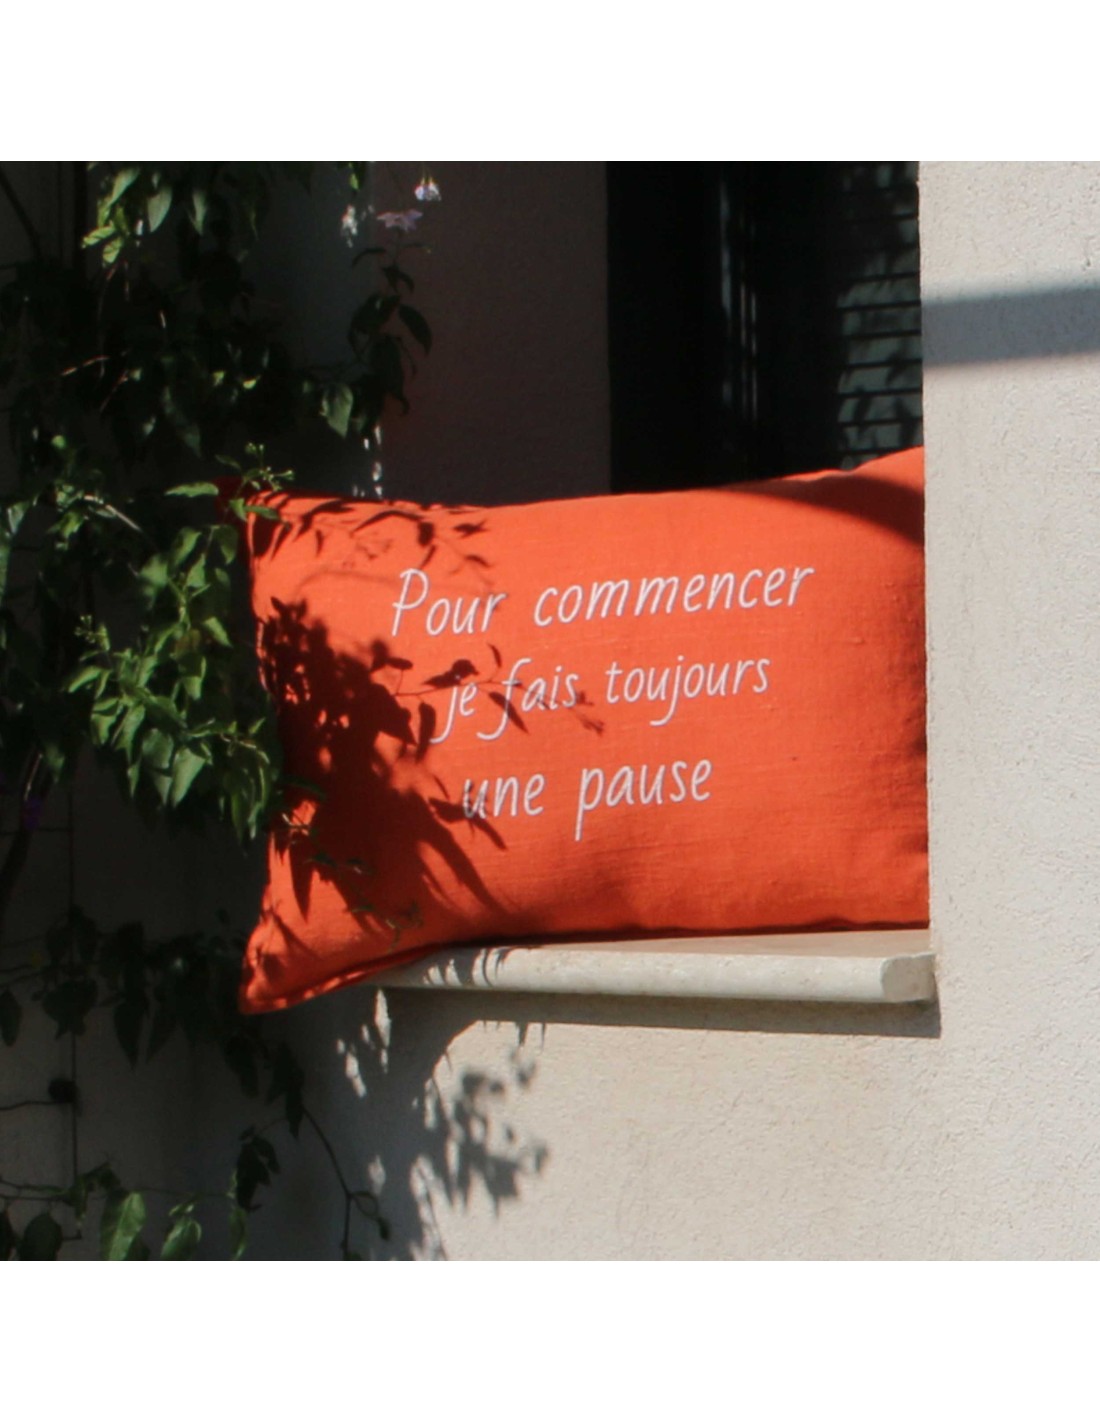 Pour commencer
je fais toujours
une pause